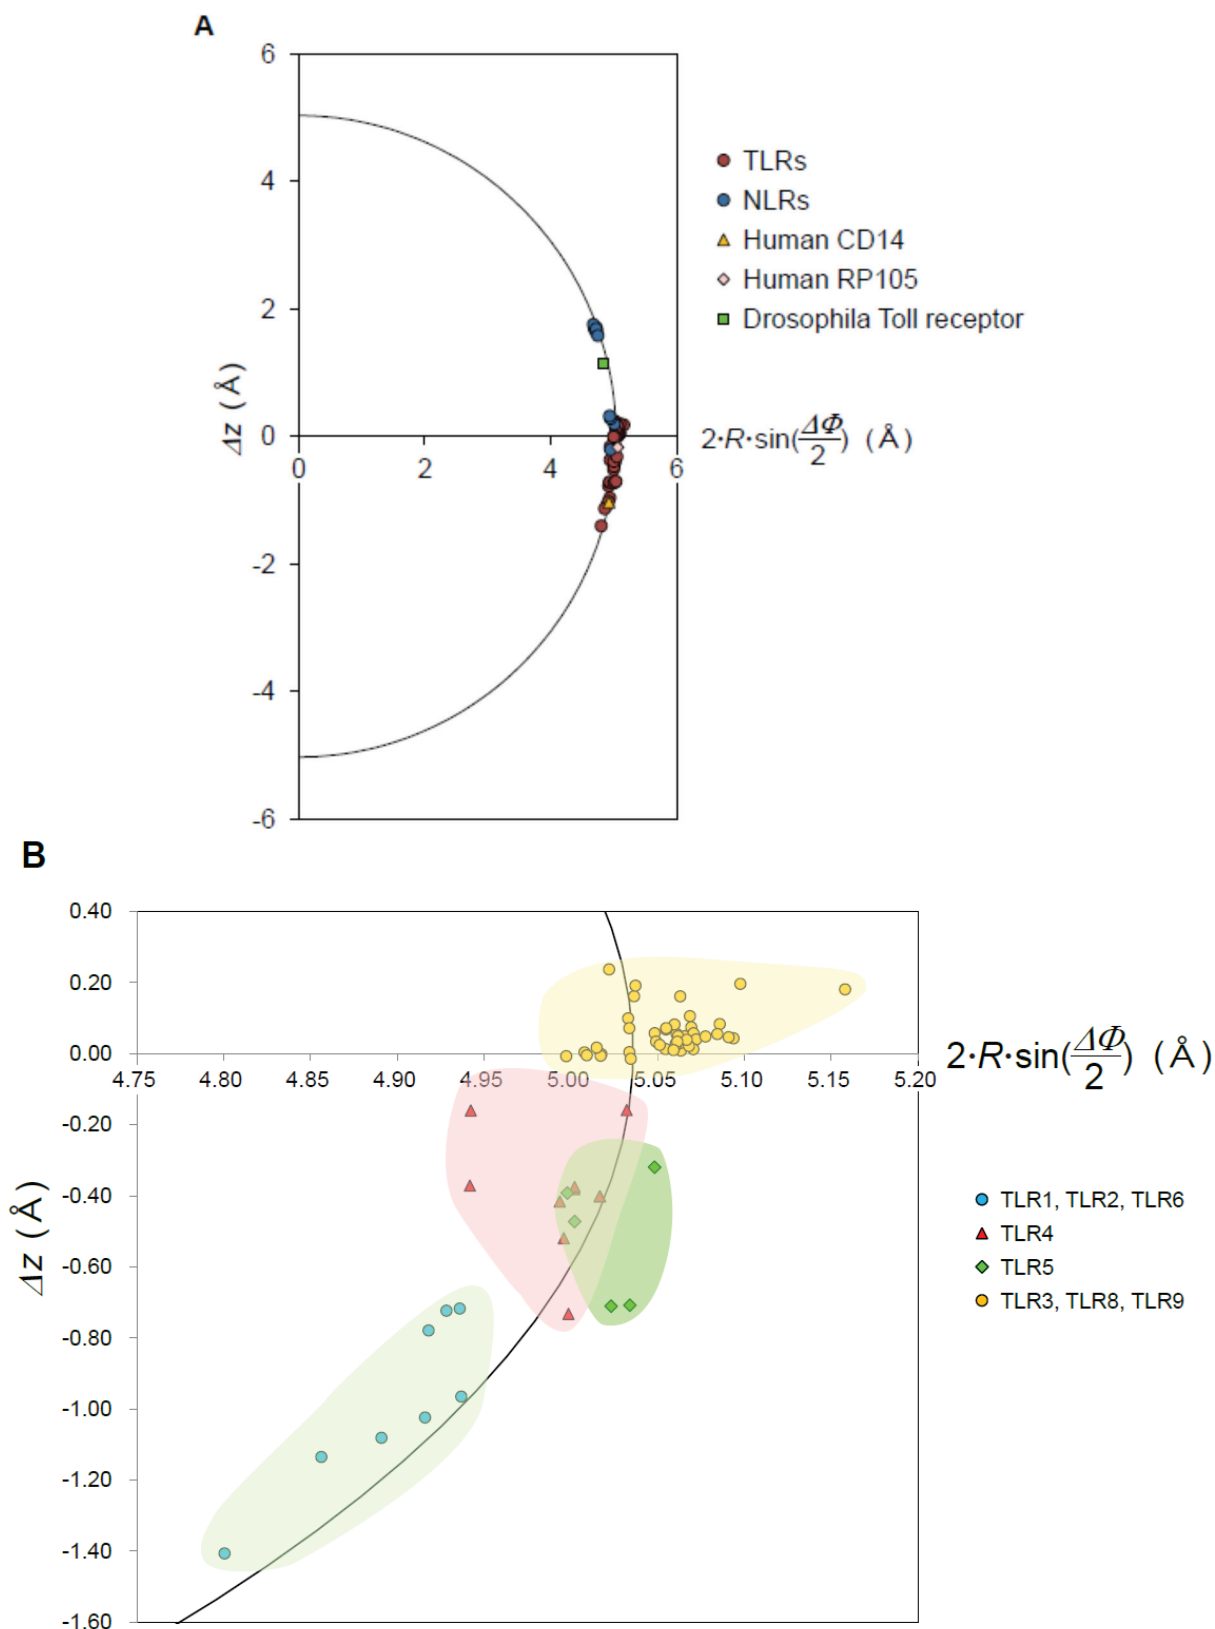 A
6
4
2
0
-2
-4
-6
Δz (Å)
0 2 4 6
2·R·sin(ΔΦ/2) (Å)
TLRs
NLRs
Human CD14
Human RP105
Drosophila Toll receptor
B
0.40
0.20
0.00
-0.20
-0.40
-0.60
-0.80
-1.00
-1.20
-1.40
-1.60
Δz (Å)
4.75 4.80 4.85 4.90 4.95 5.00 5.05 5.10 5.15 5.20
2·R·sin(ΔΦ/2) (Å)
TLR1, TLR2, TLR6
TLR4
TLR5
TLR3, TLR8, TLR9